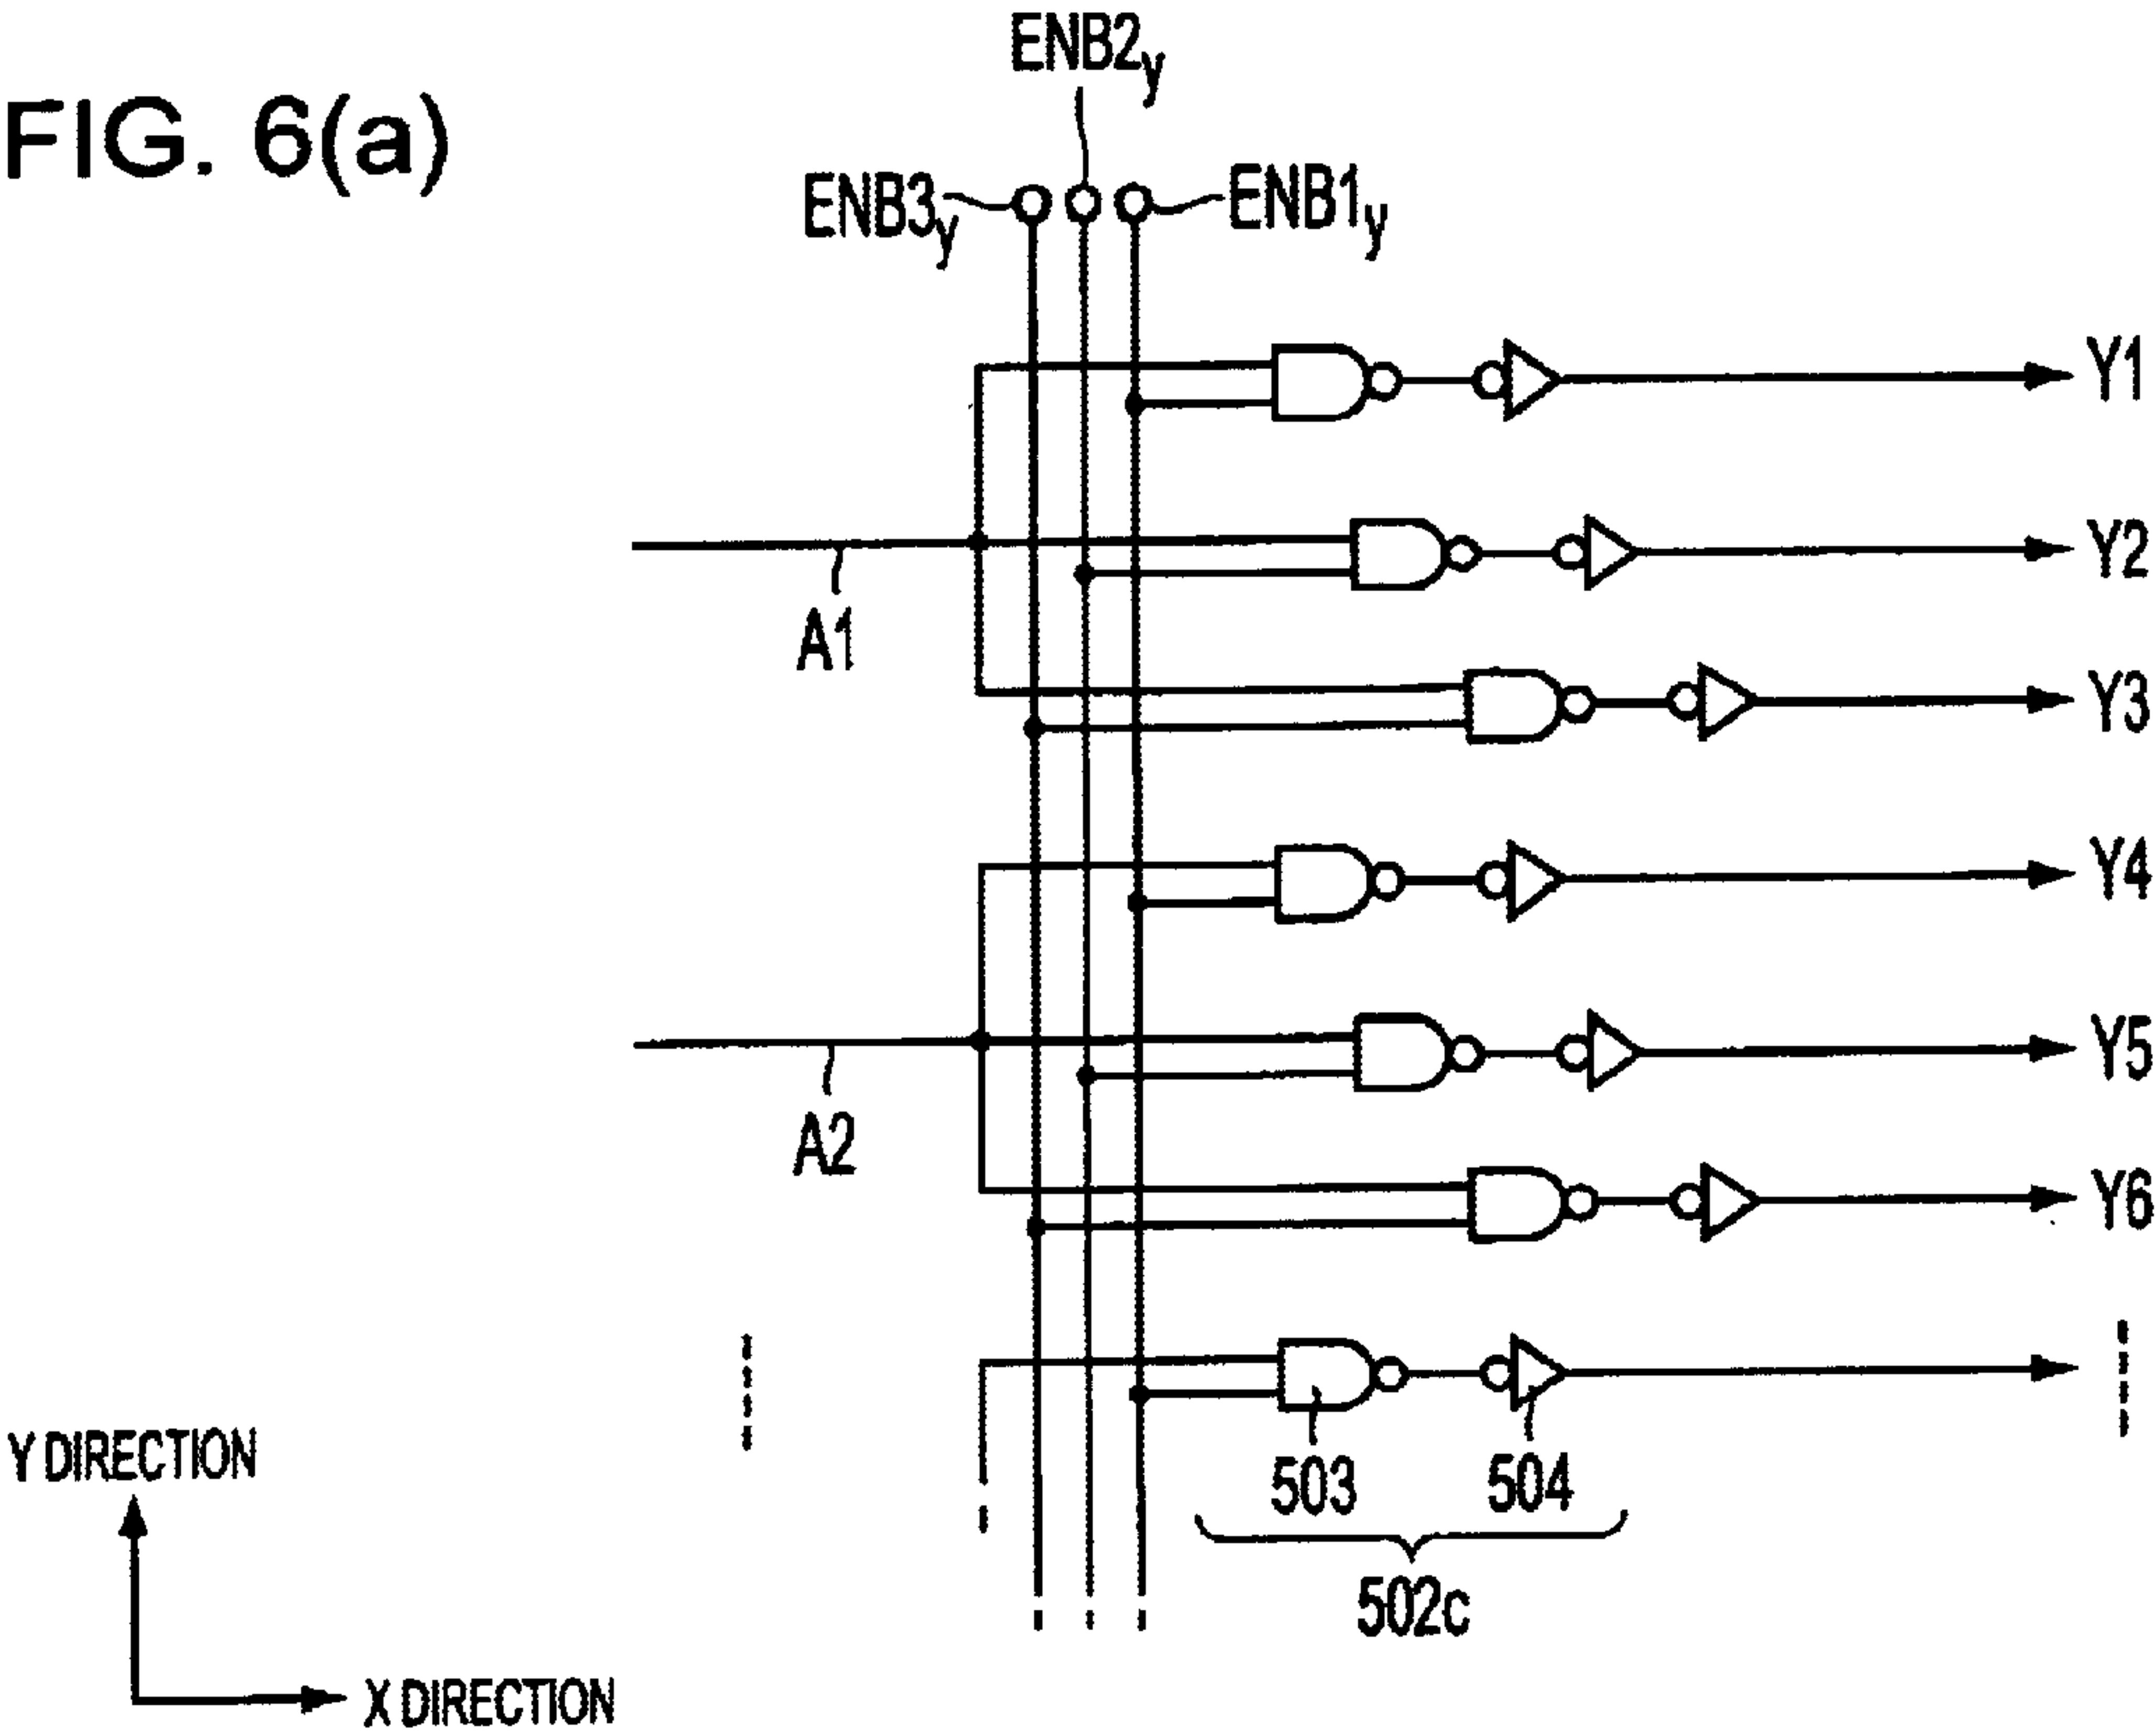 FIG. 6(a)
ENB2y
ENB3y
ENB1y
Y1
Y2
A1
Y3
Y4
Y5
A2
Y6
503
504
502c
Y DIRECTION
X DIRECTION